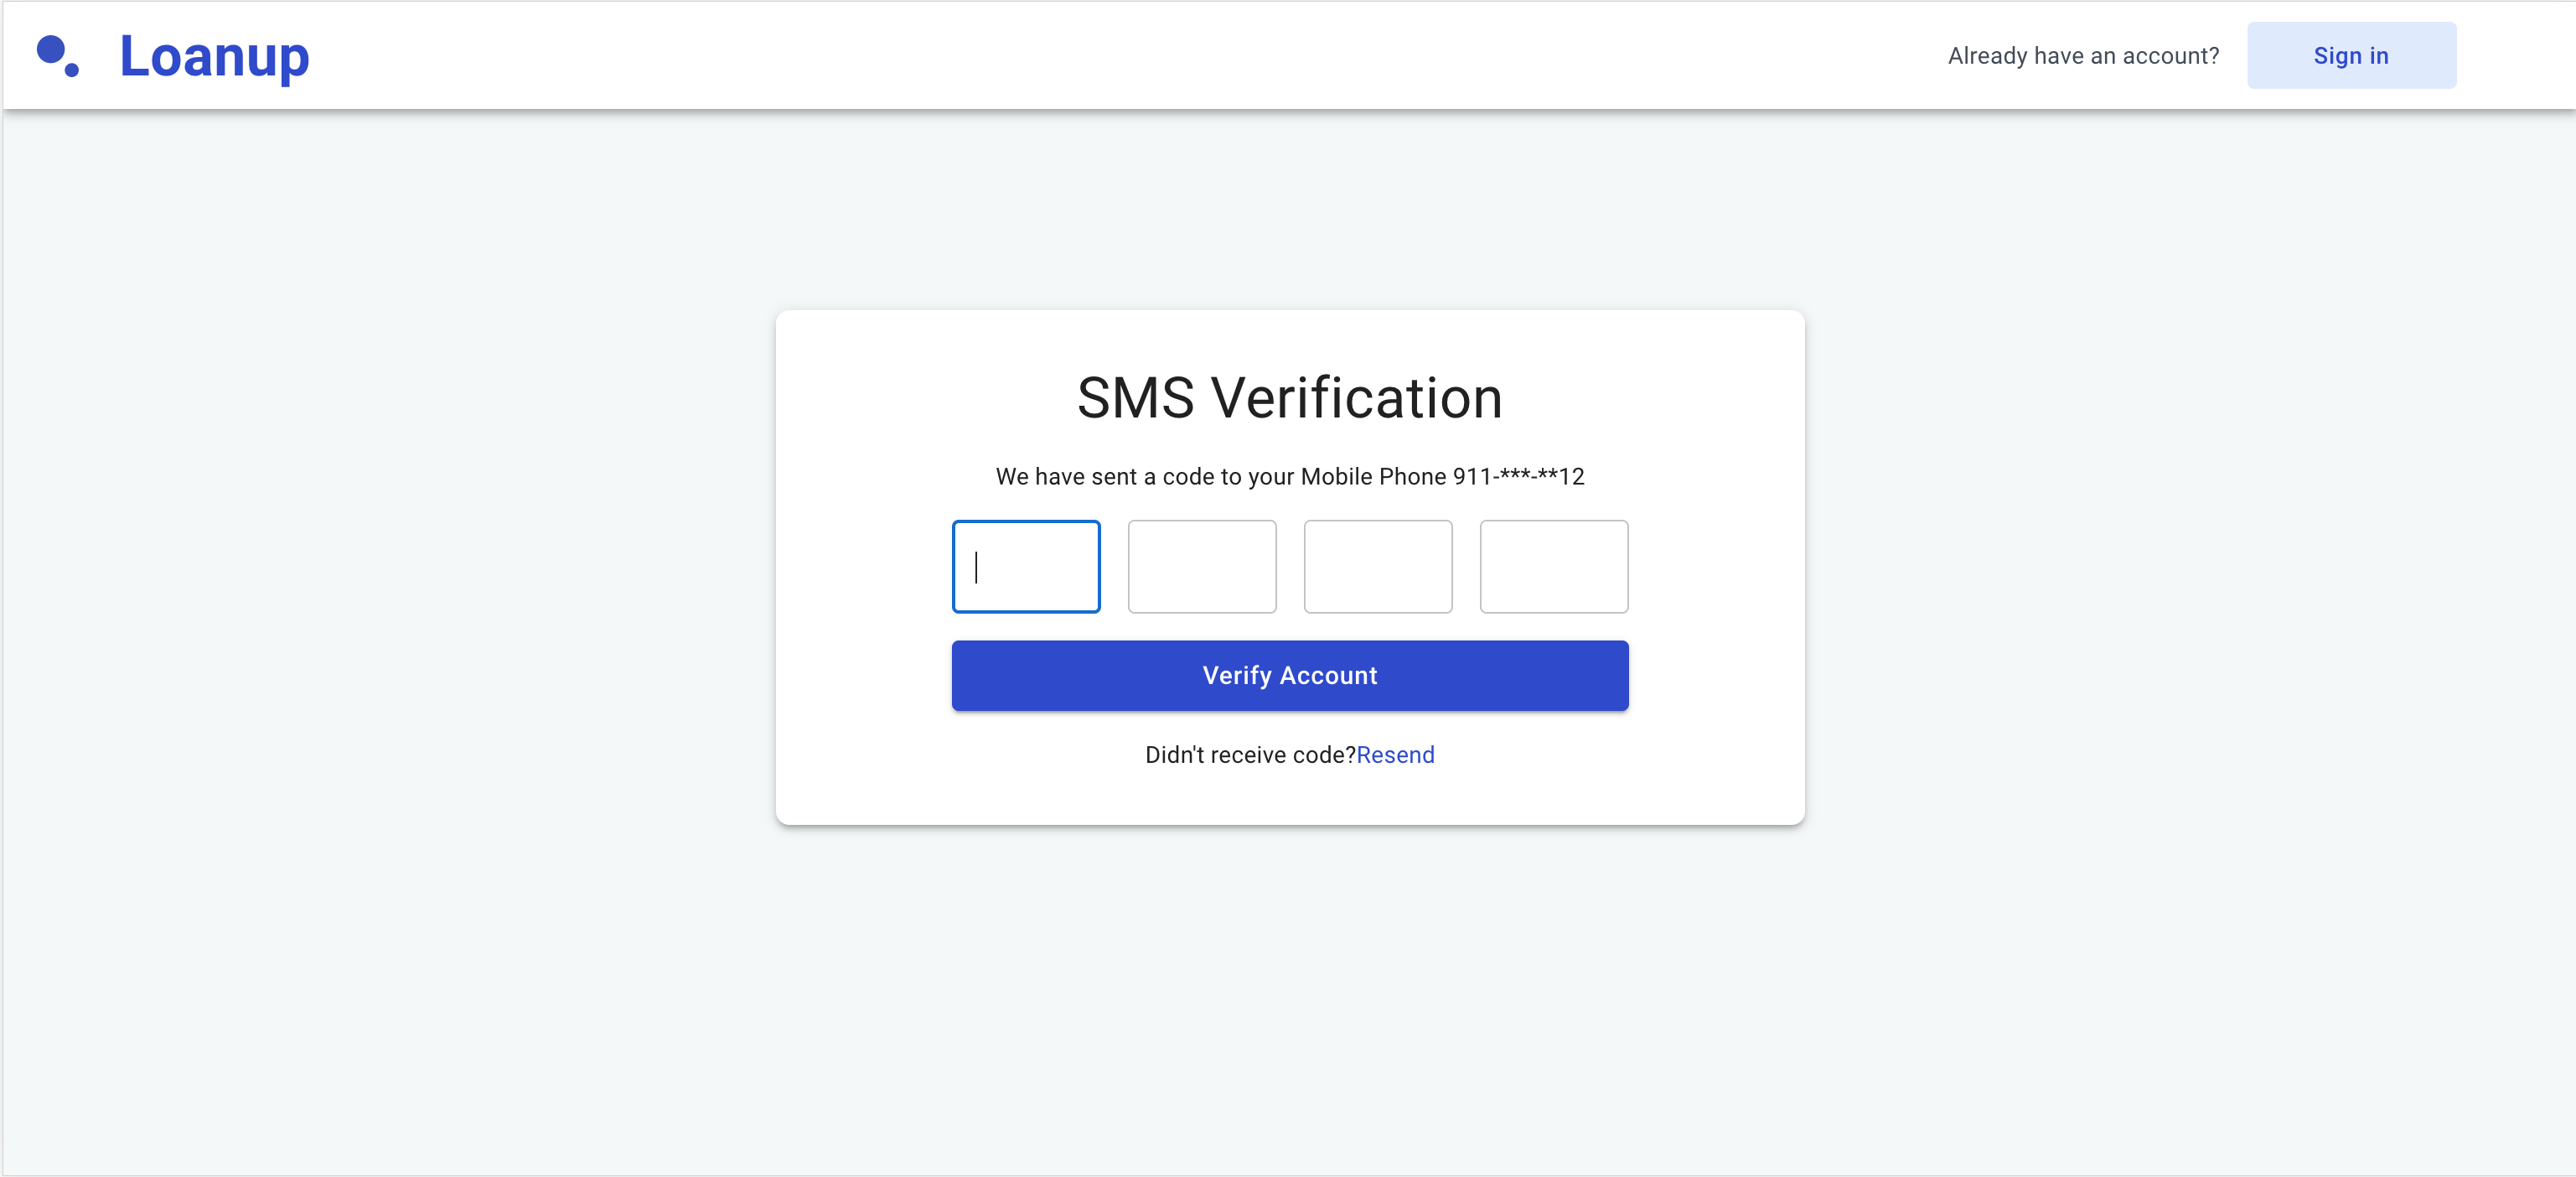 Loanup
Already have an account?
Sign in
SMS Verification
We have sent a code to your Mobile Phone 911-***-**12
Verify Account
Didn't receive code?Resend